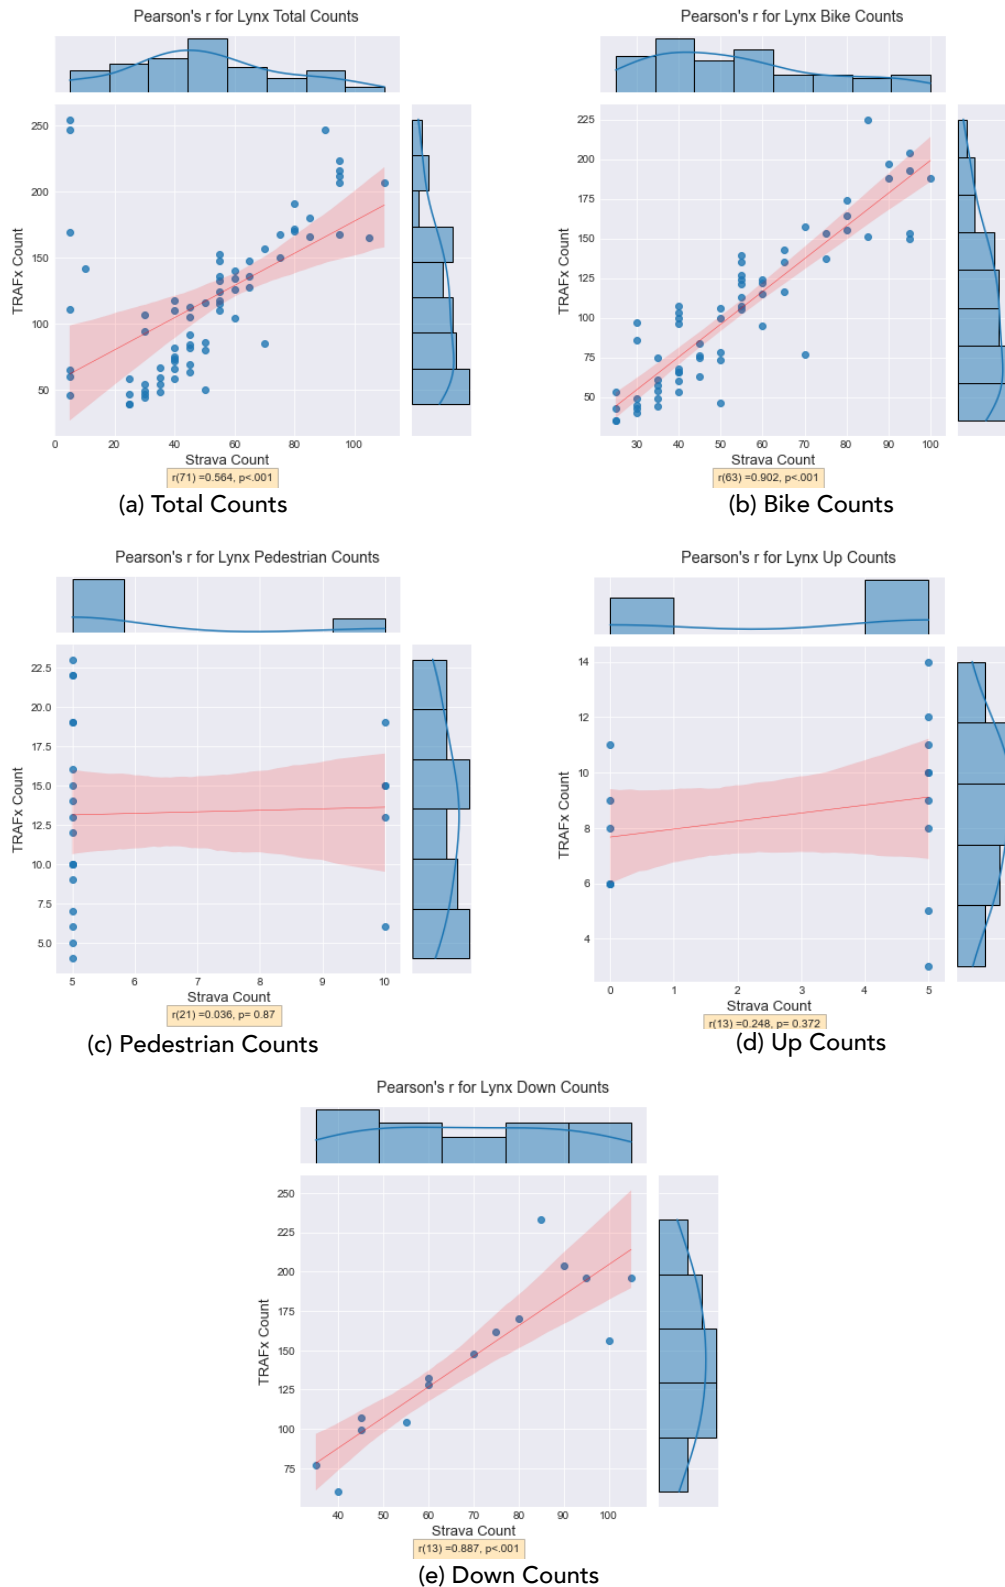 Pearson's r for Lynx Total Counts
250
200
150
100
50
TRAFx Count
0 20 40 60 80 100
Strava Count
r(71) =0.564, p<.001
(a) Total Counts
Pearson's r for Lynx Bike Counts
225
200
175
150
125
100
75
50
TRAFx Count
30 40 50 60 70 80 90 100
Strava Count
r(63) =0.902, p<.001
(b) Bike Counts
Pearson's r for Lynx Pedestrian Counts
22.5
20.0
17.5
15.0
12.5
10.0
7.5
5.0
TRAFx Count
5 6 7 8 9 10
Strava Count
r(21) =0.036, p= 0.87
(c) Pedestrian Counts
Pearson's r for Lynx Up Counts
14
12
10
8
6
4
TRAFx Count
0 1 2 3 4 5
Strava Count
r(13) =0.248, p= 0.372
(d) Up Counts
Pearson's r for Lynx Down Counts
250
225
200
175
150
125
100
75
TRAFx Count
40 50 60 70 80 90 100
Strava Count
r(13) =0.887, p<.001
(e) Down Counts